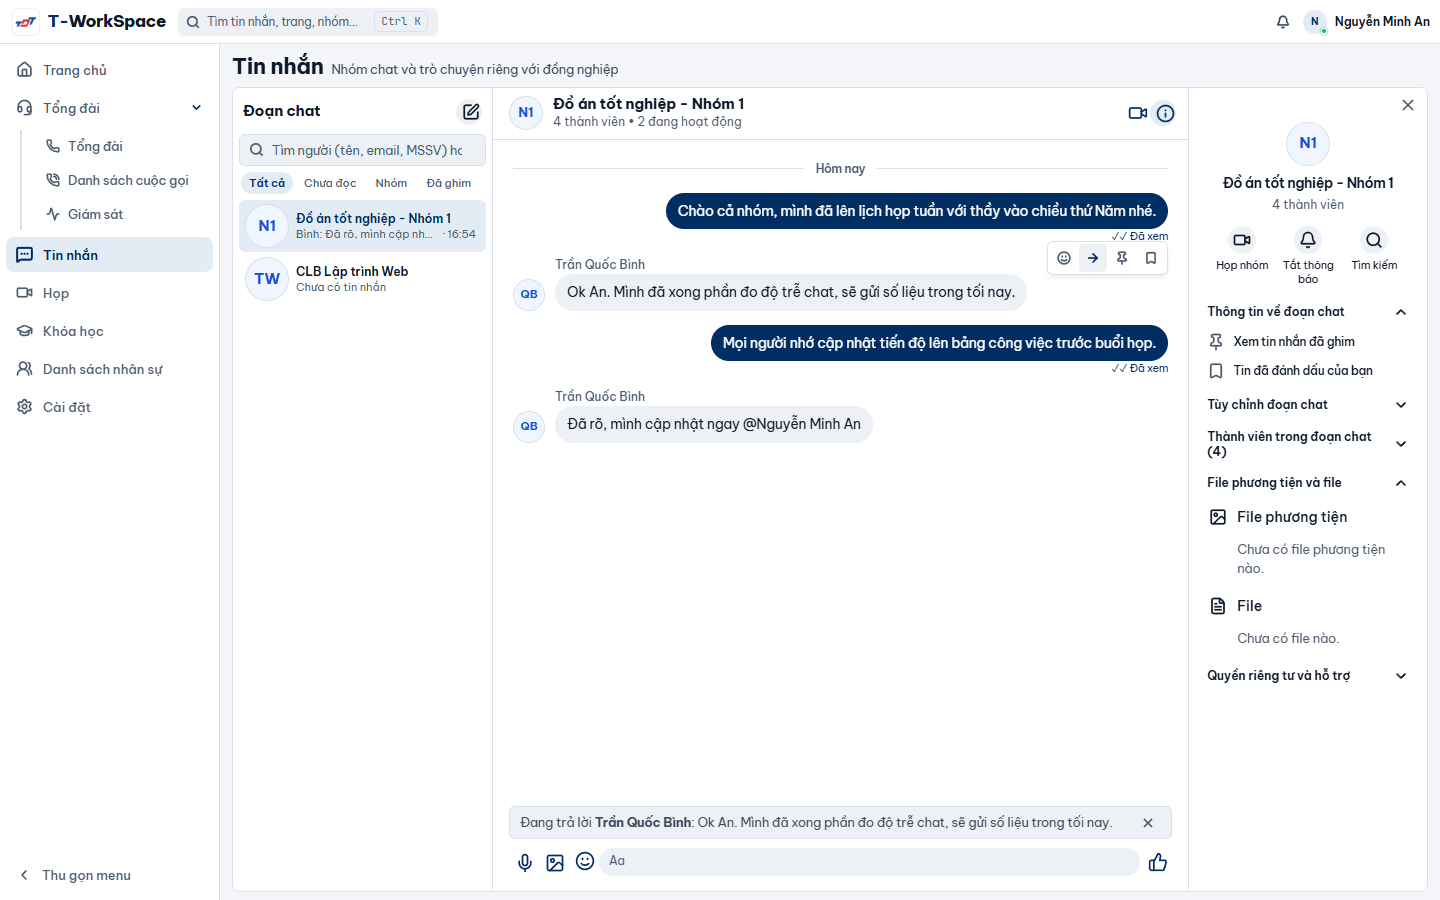 TDT T-WorkSpace
Tìm tin nhắn, trang, nhóm... Ctrl K
N Nguyễn Minh An
Trang chủ
Tổng đài
Tổng đài
Danh sách cuộc gọi
Giám sát
Tin nhắn
Họp
Khóa học
Danh sách nhân sự
Cài đặt
Thu gọn menu
Tin nhắn Nhóm chat và trò chuyện riêng với đồng nghiệp
Đoạn chat
Tìm người (tên, email, MSSV) hc
Tất cả Chưa đọc Nhóm Đã ghim
N1 Đồ án tốt nghiệp - Nhóm 1
Bình: Đã rõ, mình cập nh... · 16:54
TW CLB Lập trình Web
Chưa có tin nhắn
N1 Đồ án tốt nghiệp - Nhóm 1
4 thành viên • 2 đang hoạt động
Hôm nay
Chào cả nhóm, mình đã lên lịch họp tuần với thầy vào chiều thứ Năm nhé.
✓✓ Đã xem
Trần Quốc Bình
QB Ok An. Mình đã xong phần đo độ trễ chat, sẽ gửi số liệu trong tối nay.
Mọi người nhớ cập nhật tiến độ lên bảng công việc trước buổi họp.
✓✓ Đã xem
Trần Quốc Bình
QB Đã rõ, mình cập nhật ngay @Nguyễn Minh An
Đang trả lời Trần Quốc Bình: Ok An. Mình đã xong phần đo độ trễ chat, sẽ gửi số liệu trong tối nay.
Aa
N1
Đồ án tốt nghiệp - Nhóm 1
4 thành viên
Họp nhóm
Tắt thông báo
Tìm kiếm
Thông tin về đoạn chat
Xem tin nhắn đã ghim
Tin đã đánh dấu của bạn
Tùy chỉnh đoạn chat
Thành viên trong đoạn chat
(4)
File phương tiện và file
File phương tiện
Chưa có file phương tiện
nào.
File
Chưa có file nào.
Quyền riêng tư và hỗ trợ